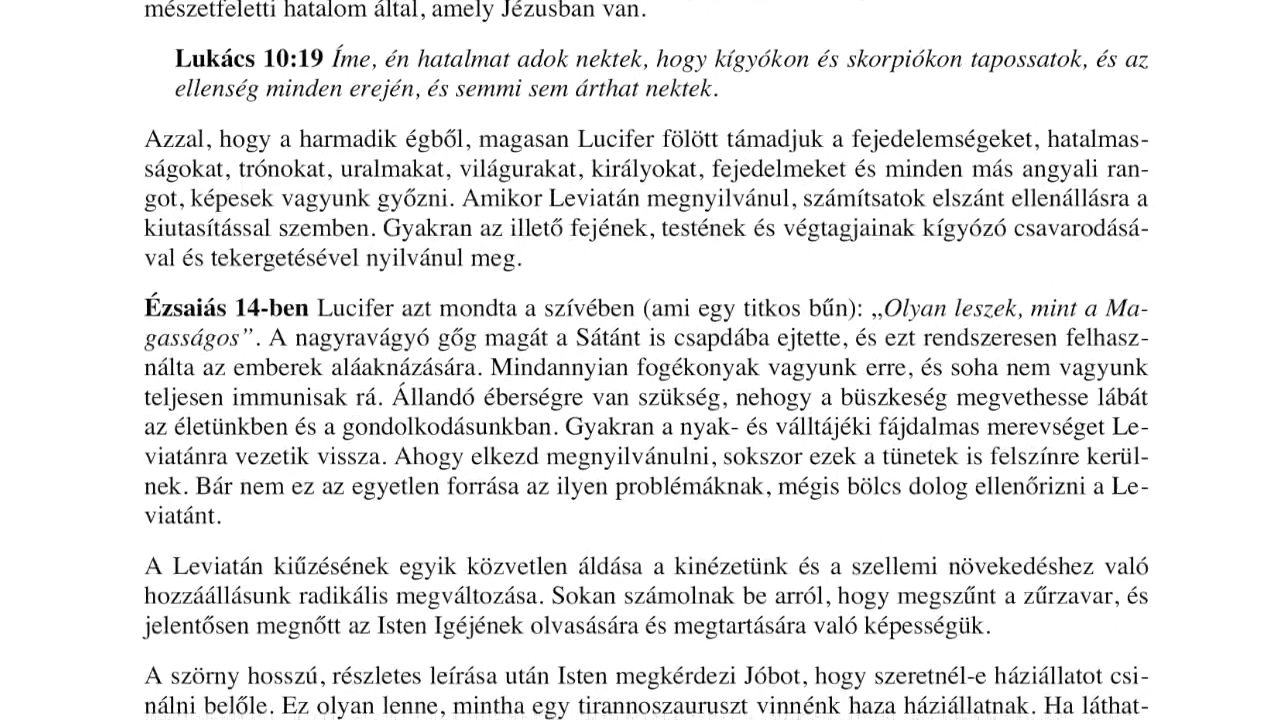 mészetfeletti hatalom által, amely Jézusban van.
Lukács 10:19 Íme, én hatalmat adok nektek, hogy kígyókon és skorpiókon tapossatok, és az
ellenség minden erején, és semmi sem árthat nektek.
Azzal, hogy a harmadik égből, magasan Lucifer fölött támadjuk a fejedelemségeket, hatalmas-
ságokat, trónokat, uralmakat, világurakat, királyokat, fejedelmeket és minden más angyali ran-
got, képesek vagyunk győzni. Amikor Leviatán megnyilvánul, számítsatok elszánt ellenállásra a
kiutasítással szemben. Gyakran az illető fejének, testének és végtagjainak kígyózó csavarodásá-
val és tekergetésével nyilvánul meg.
Ézsaiás 14-ben Lucifer azt mondta a szívében (ami egy titkos bűn): „Olyan leszek, mint a Ma-
gasságos”. A nagyravágyó gőg magát a Sátánt is csapdába ejtette, és ezt rendszeresen felhasz-
nálta az emberek aláaknázására. Mindannyian fogékonyak vagyunk erre, és soha nem vagyunk
teljesen immunisak rá. Állandó éberségre van szükség, nehogy a büszkeség megvethesse lábát
az életünkben és a gondolkodásunkban. Gyakran a nyak- és válltájéki fájdalmas merevséget Le-
viatánra vezetik vissza. Ahogy elkezd megnyilvánulni, sokszor ezek a tünetek is felszínre kerül-
nek. Bár nem ez az egyetlen forrása az ilyen problémáknak, mégis bölcs dolog ellenőrizni a Le-
viatánt.
A Leviatán kiűzésének egyik közvetlen áldása a kinézetünk és a szellemi növekedéshez való
hozzáállásunk radikális megváltozása. Sokan számolnak be arról, hogy megszűnt a zűrzavar, és
jelentősen megnőtt az Isten Igéjének olvasására és megtartására való képességük.
A szörny hosszú, részletes leírása után Isten megkérdezi Jóbot, hogy szeretnél-e háziállatot csi-
nálni belőle. Ez olyan lenne, mintha egy tirannoszauruszt vinnénk haza háziállatnak. Ha láthat-